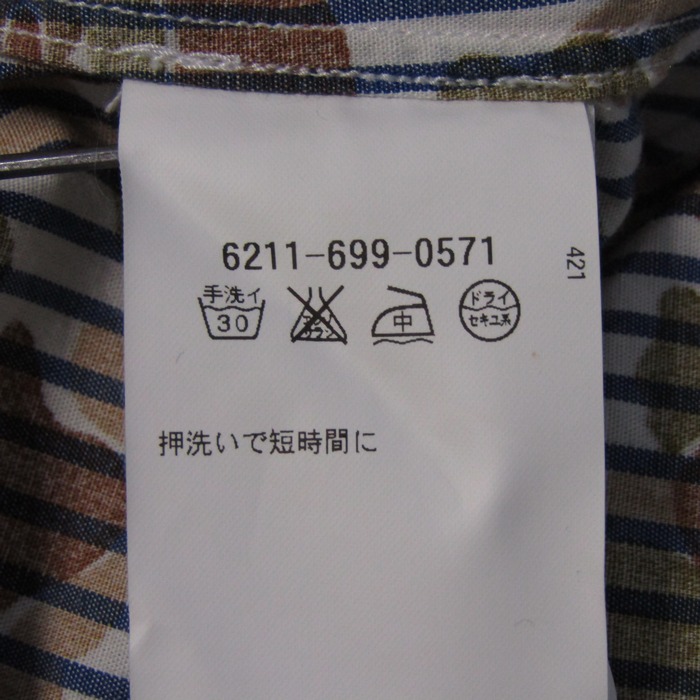 6211-699-0571
421
手洗イ
30
中
ドライ
セキユ系
押洗いで短時間に